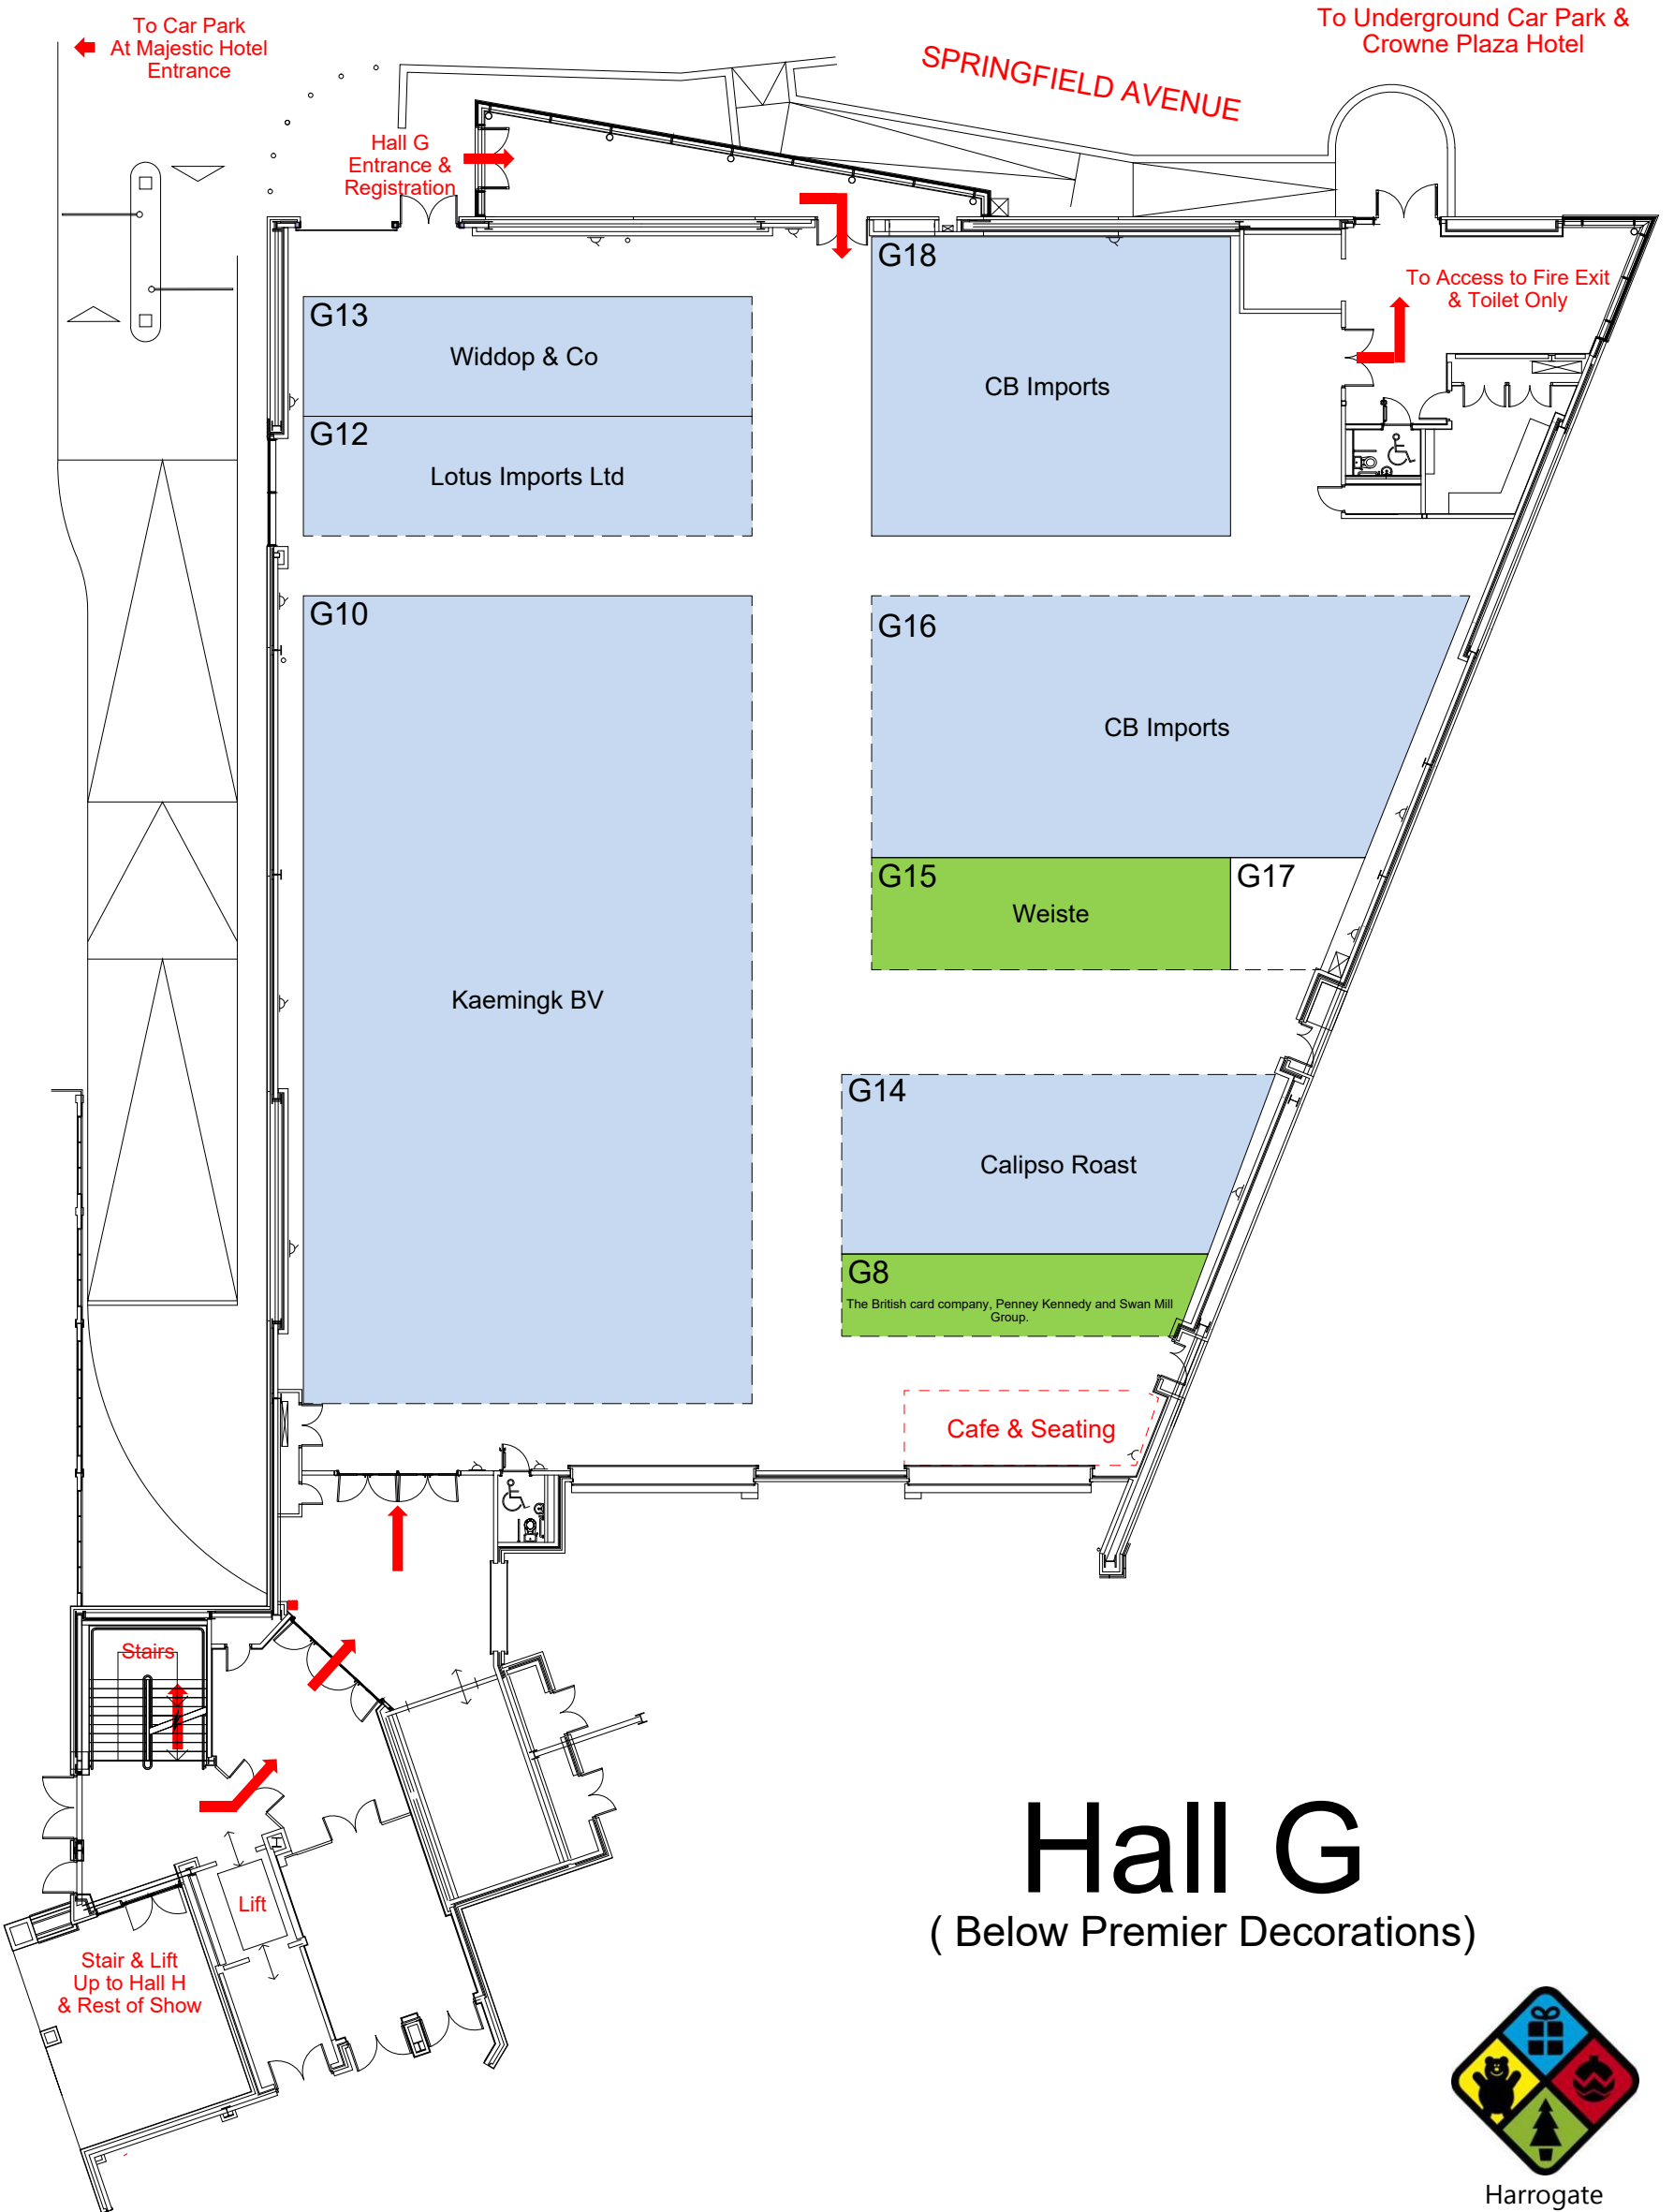 To Car Park
At Majestic Hotel
Entrance
To Underground Car Park &
Crowne Plaza Hotel
SPRINGFIELD AVENUE
Hall G
Entrance &
Registration
G18
CB Imports
To Access to Fire Exit
& Toilet Only
G13
Widdop & Co
G12
Lotus Imports Ltd
G10
Kaemingk BV
G16
CB Imports
G15
Weiste
G17
G14
Calipso Roast
G8
The British card company, Penney Kennedy and Swan Mill
Group.
Cafe & Seating
Stairs
Lift
Stair & Lift
Up to Hall H
& Rest of Show
Hall G
( Below Premier Decorations)
Harrogate